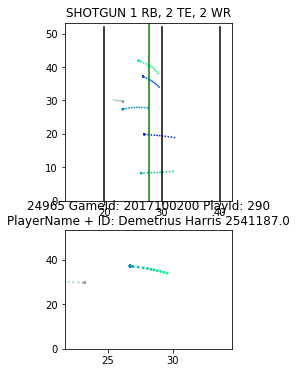 SHOTGUN 1 RB, 2 TE, 2 WR
50
40
30
20
10
0
20 30 40
24965 GameId: 2017100200 PlayId: 290
PlayerName + ID: Demetrius Harris 2541187.0
40
20
0
25 30